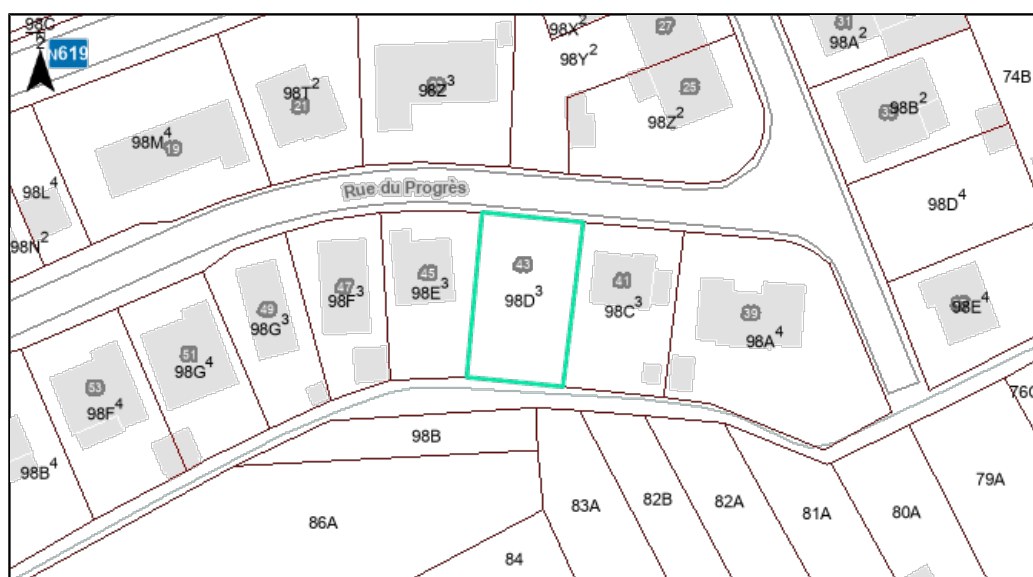 98C
2
N619
98X²
98Y²
27
31
98A²
74B
98T²
21
98Z³
25
98Z²
98B²
98M⁴
19
98L⁴
98N²
Rue du Progrès
98D⁴
43
98D³
45
98E³
47
98F³
49
98G³
41
98C³
39
98A⁴
98E⁴
51
98G⁴
53
98F⁴
98B⁴
98B
86A
84
83A
82B
82A
81A
80A
79A